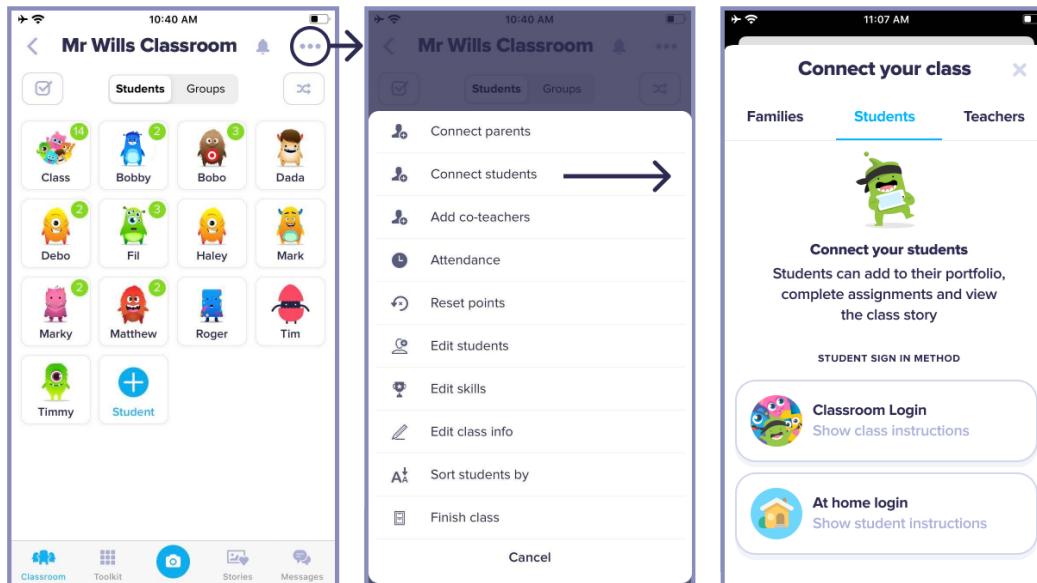 10:40 AM
Mr Wills Classroom
Students Groups
14 2 3
Class Bobby Bobo Dada
2 3
Debo Fil Haley Mark
2 2
Marky Matthew Roger Tim
Timmy Student
Classroom Toolkit Stories Messages
10:40 AM
Mr Wills Classroom
Students Groups
Connect parents
Connect students
Add co-teachers
Attendance
Reset points
Edit students
Edit skills
Edit class info
Sort students by
Finish class
Cancel
11:07 AM
Connect your class
Families Students Teachers
Connect your students
Students can add to their portfolio,
complete assignments and view
the class story
STUDENT SIGN IN METHOD
Classroom Login
Show class instructions
At home login
Show student instructions